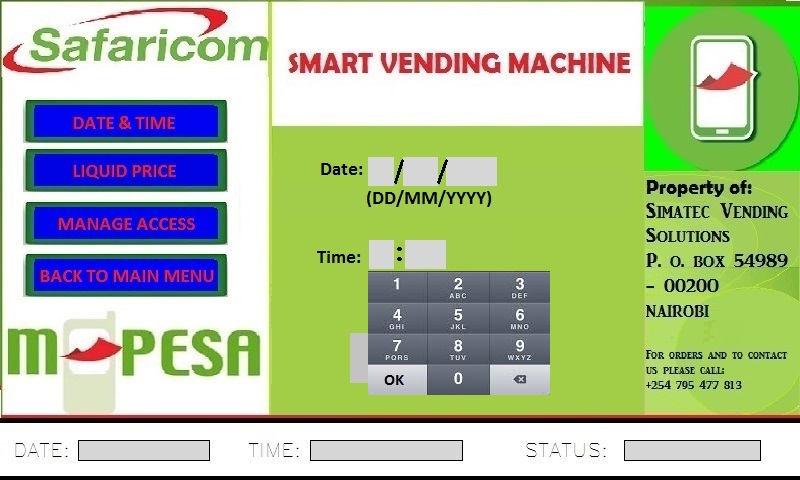 Safaricom
SMART VENDING MACHINE
DATE & TIME
LIQUID PRICE
MANAGE ACCESS
BACK TO MAIN MENU
M PESA
Date: / /
(DD/MM/YYYY)
Time: :
1 2 ABC 3 DEF
4 GHI 5 JKL 6 MNO
7 PQRS 8 TUV 9 WXYZ
OK 0
Property of:
Simatec Vending
Solutions
P. O. BOX 54989
- 00200
NAIROBI
For orders and to contact
us, please call:
+254 795 477 813
DATE: TIME: STATUS: